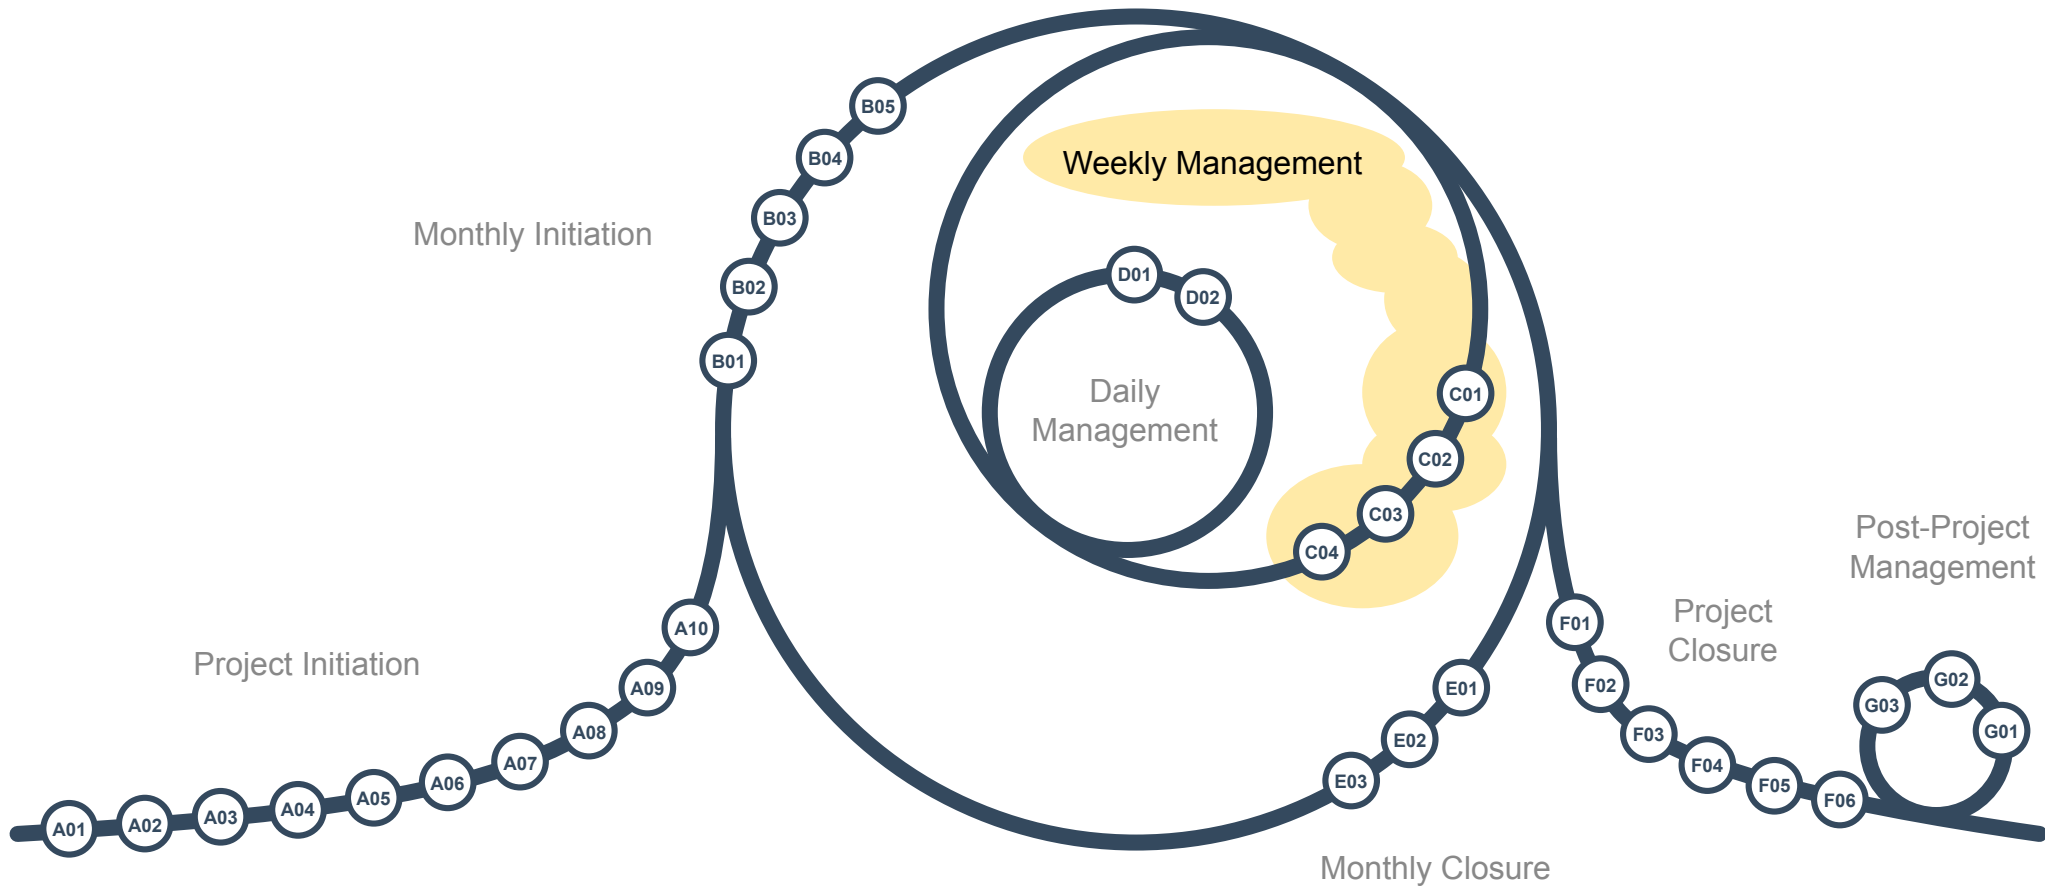 B05
B04
Weekly Management
B03
Monthly Initiation
D01
B02
D02
B01
Daily
Management
C01
C02
C03
Post-Project
Management
C04
Project
Closure
F01
A10
Project Initiation
G02
F02
A09
E01
G03
G01
A08
F03
E02
A07
F04
A06
E03
F05
A05
F06
A04
A03
A02
A01
Monthly Closure